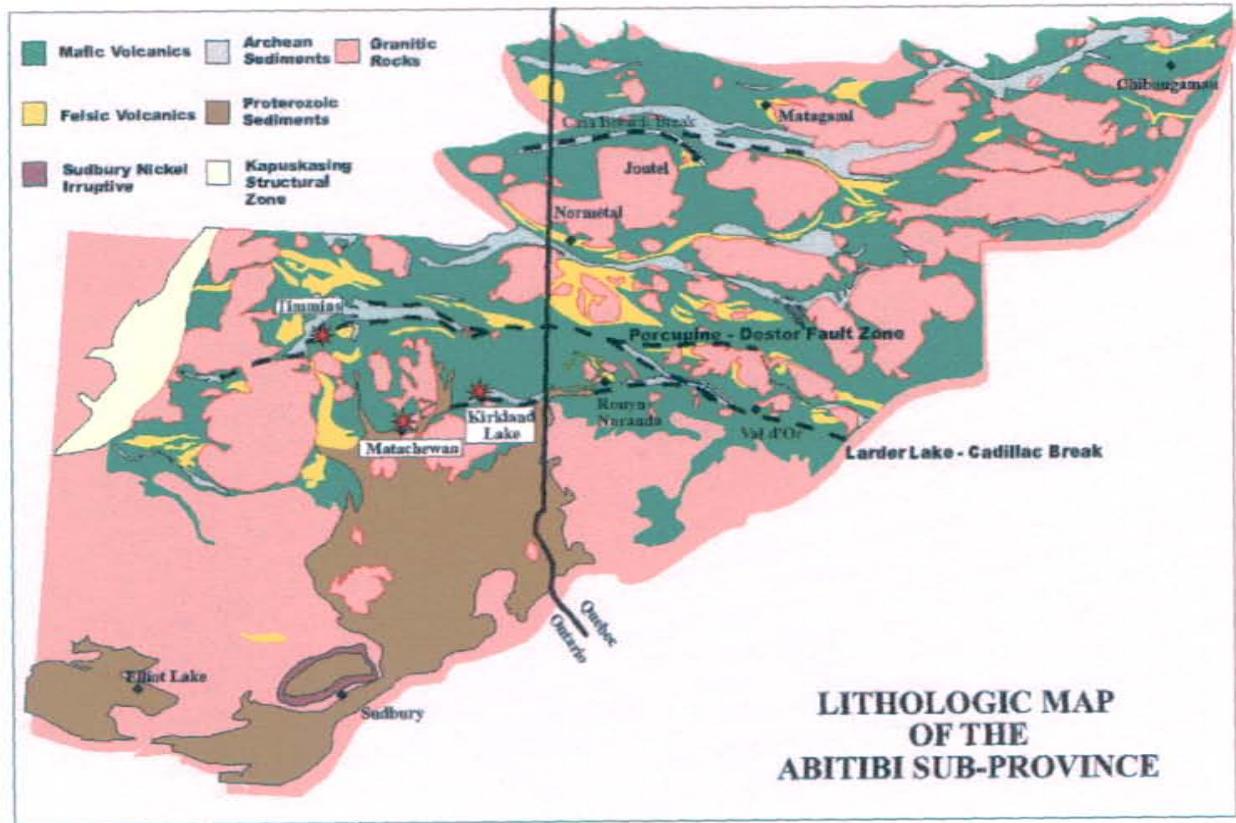 Mafic Volcanics
Archean
Sediments
Granitic
Rocks
Felsic Volcanics
Proterozoic
Sediments
Sudbury Nickel
Irruptive
Kapuskasing
Structural
Zone
Chibougamau
Matagami
Break
Joutel
Normétal
Timmins
Porcupine - Destor Fault Zone
Kirkland
Lake
Matachewan
Rouyn-
Noranda
Val d'Or
Larder Lake - Cadillac Break
Quebec
Ontario
Elliot Lake
Sudbury
LITHOLOGIC MAP
OF THE
ABITIBI SUB-PROVINCE